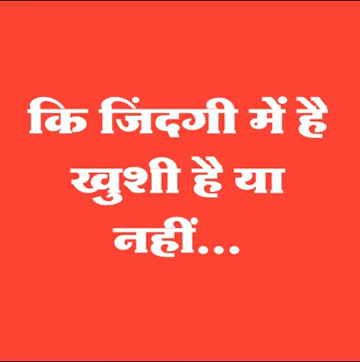 कि जिंदगी में है
खुशी है या
नहीं...